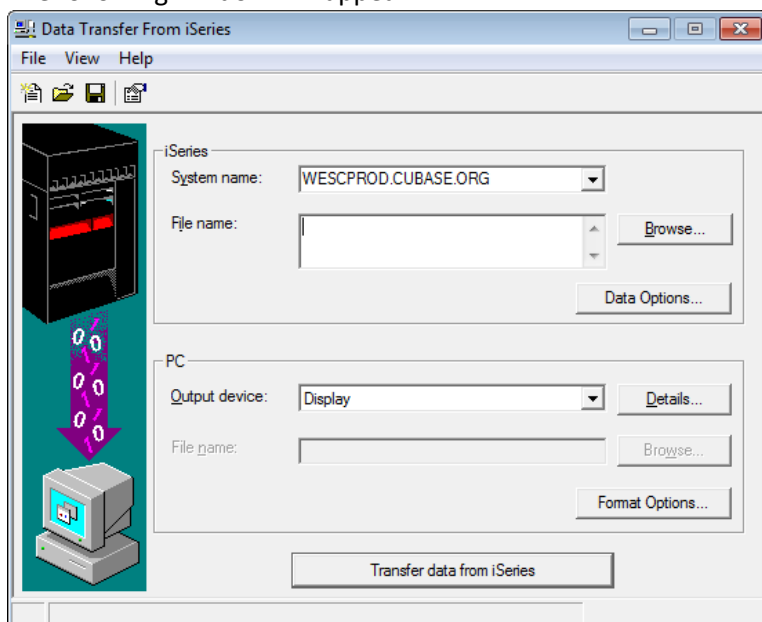 Data Transfer From iSeries
File View Help
iSeries
System name: WESCPROD.CUBASE.ORG
File name: Browse...
Data Options...
PC
Output device: Display Details...
File name: Browse...
Format Options...
Transfer data from iSeries